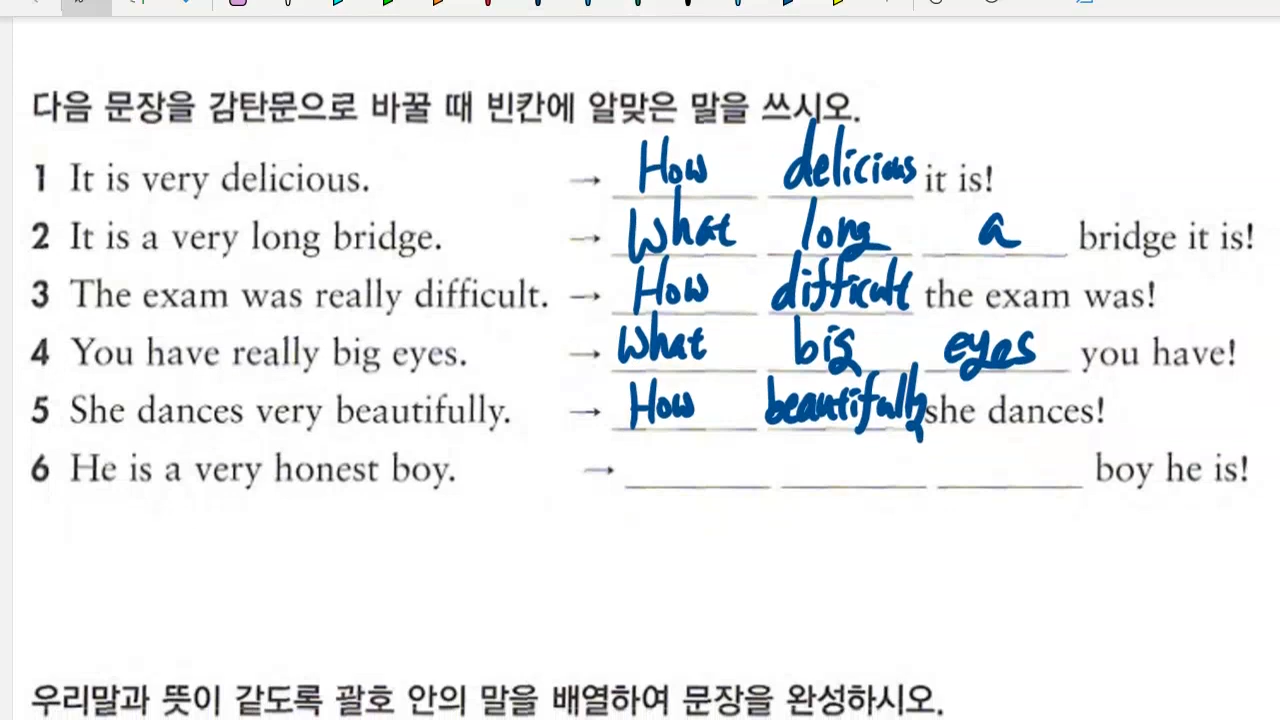 다음 문장을 감탄문으로 바꿀 때 빈칸에 알맞은 말을 쓰시오.
1 It is very delicious. → How delicious it is!
2 It is a very long bridge. → What long a bridge it is!
3 The exam was really difficult. → How difficult the exam was!
4 You have really big eyes. → What big eyes you have!
5 She dances very beautifully. → How beautifully she dances!
6 He is a very honest boy. → ___ ___ ___ boy he is!
우리말과 뜻이 같도록 괄호 안의 말을 배열하여 문장을 완성하시오.